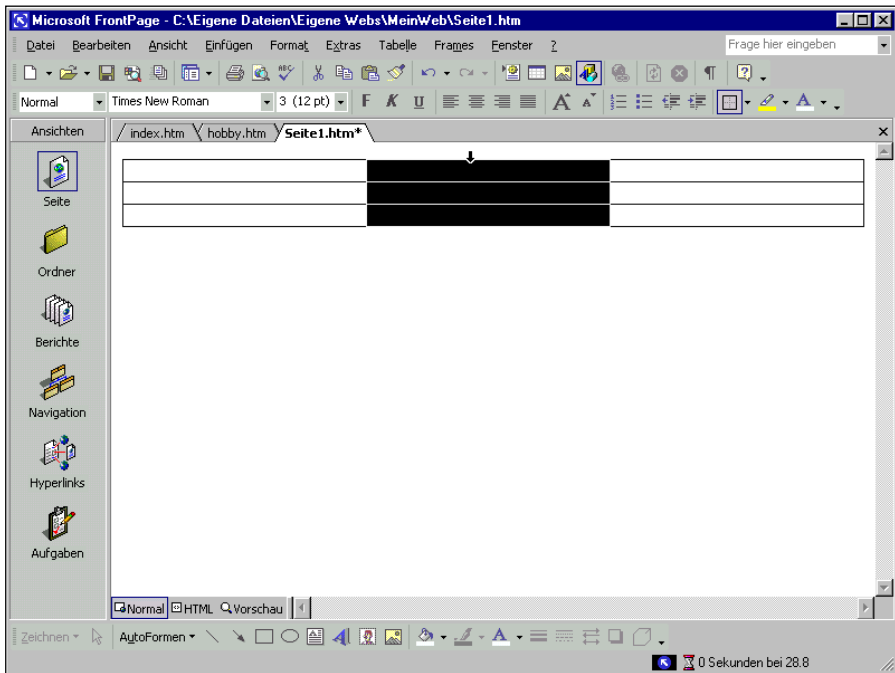 Microsoft FrontPage - C:\Eigene Dateien\Eigene Webs\MeinWeb\Seite1.htm
Datei Bearbeiten Ansicht Einfügen Format Extras Tabelle Frames Fenster ? Frage hier eingeben
ABC
Normal Times New Roman 3 (12 pt) F K U A A A
Ansichten index.htm hobby.htm Seite1.htm*
Seite
Ordner
Berichte
Navigation
Hyperlinks
Aufgaben
Normal HTML Vorschau
Zeichnen AutoFormen A A
0 Sekunden bei 28.8